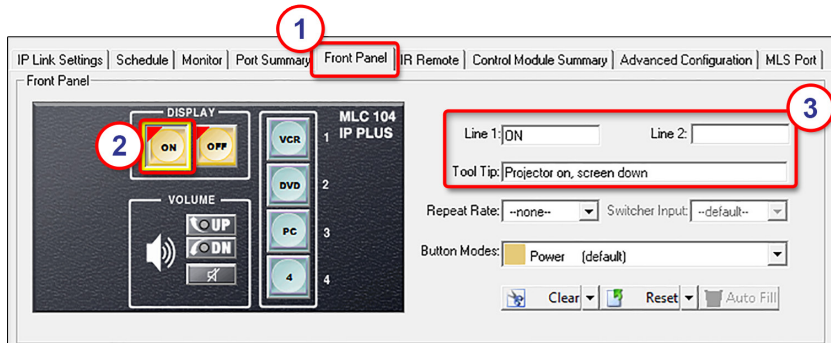 1
IP Link Settings Schedule Monitor Port Summary Front Panel IR Remote Control Module Summary Advanced Configuration MLS Port
Front Panel
DISPLAY
ON OFF
2
VOLUME
UP
DN
VCR 1
DVD 2
PC 3
4 4
MLC 104
IP PLUS
3
Line 1: ON Line 2:
Tool Tip: Projector on, screen down
Repeat Rate: --none-- Switcher Input: --default--
Button Modes: Power (default)
Clear Reset Auto Fill